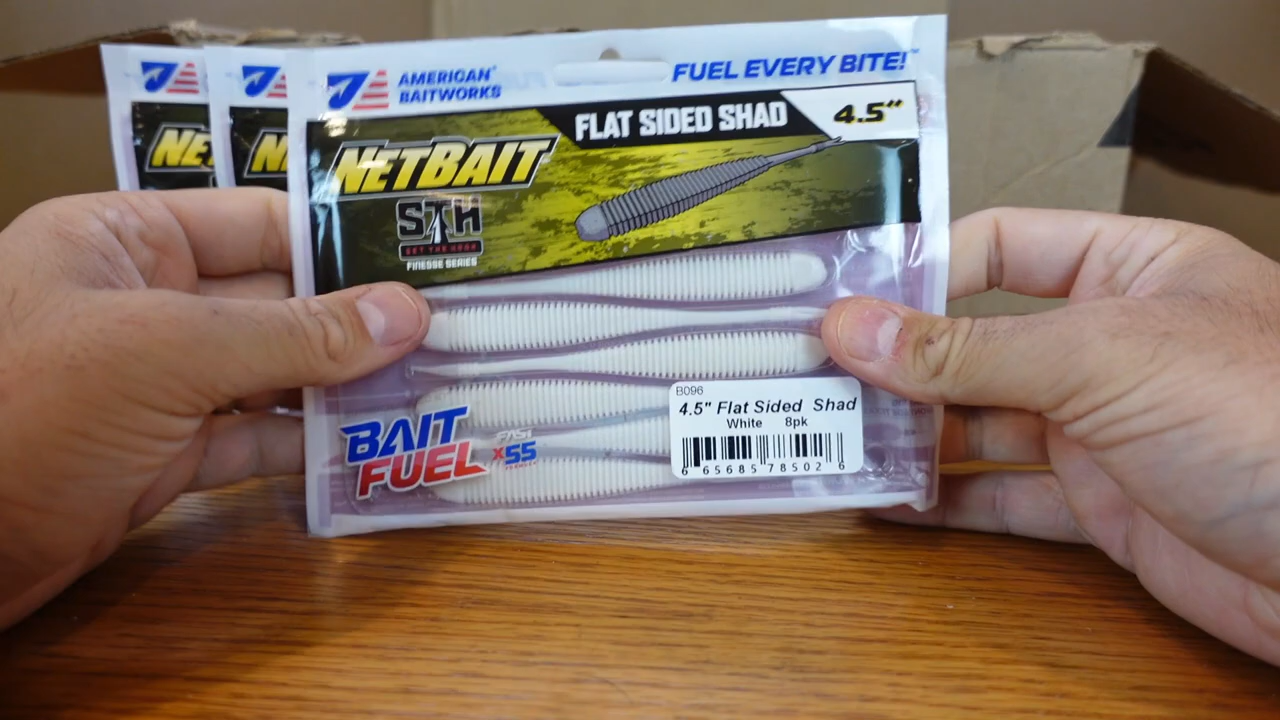 AMERICAN
BAITWORKS
FUEL EVERY BITE!
NETBAIT
FLAT SIDED SHAD
4.5"
STH
SET THE HOOK
FINESSE SERIES
BAIT
FUEL
FAST
x55
B096
4.5" Flat Sided Shad
White 8pk
6 65685 78502 6